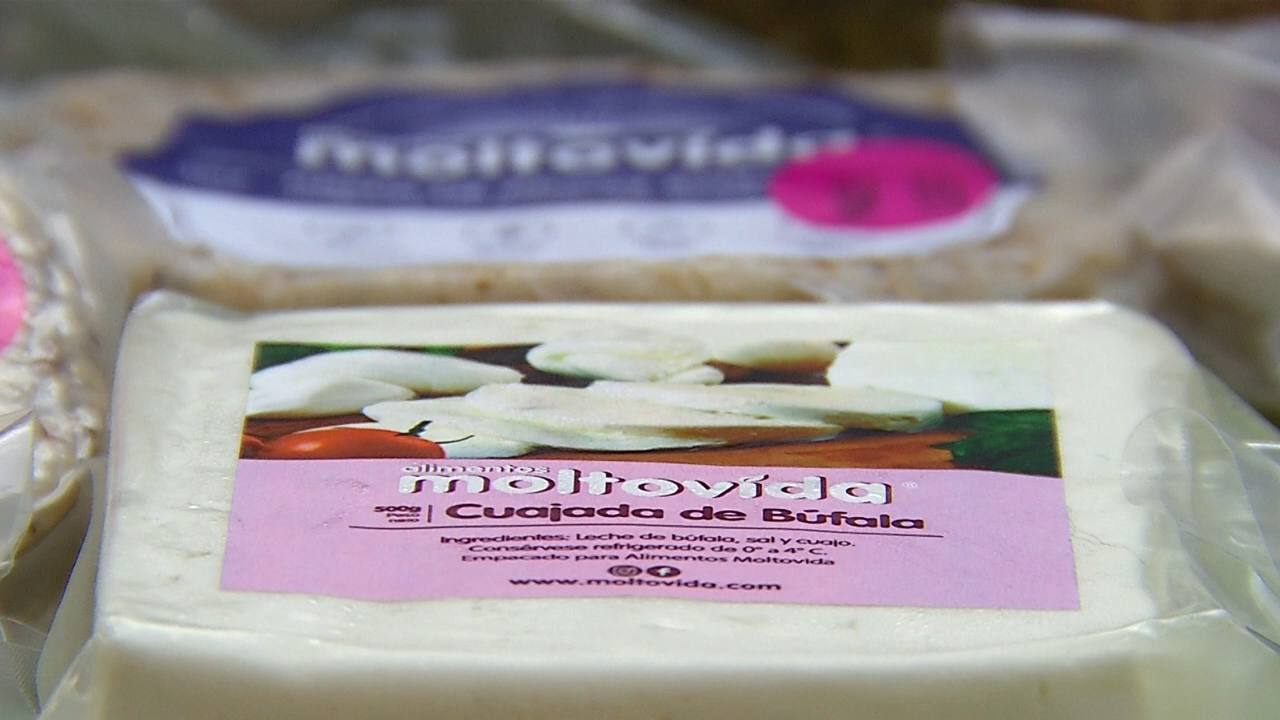 moltovida
alimentos
moltovida®
500g
Peso
neto
Cuajada de Búfala
Ingredientes: Leche de búfala, sal y cuajo.
Consérvese refrigerado de 0° a 4° C.
Empacado para Alimentos Moltovida
www.moltovida.com